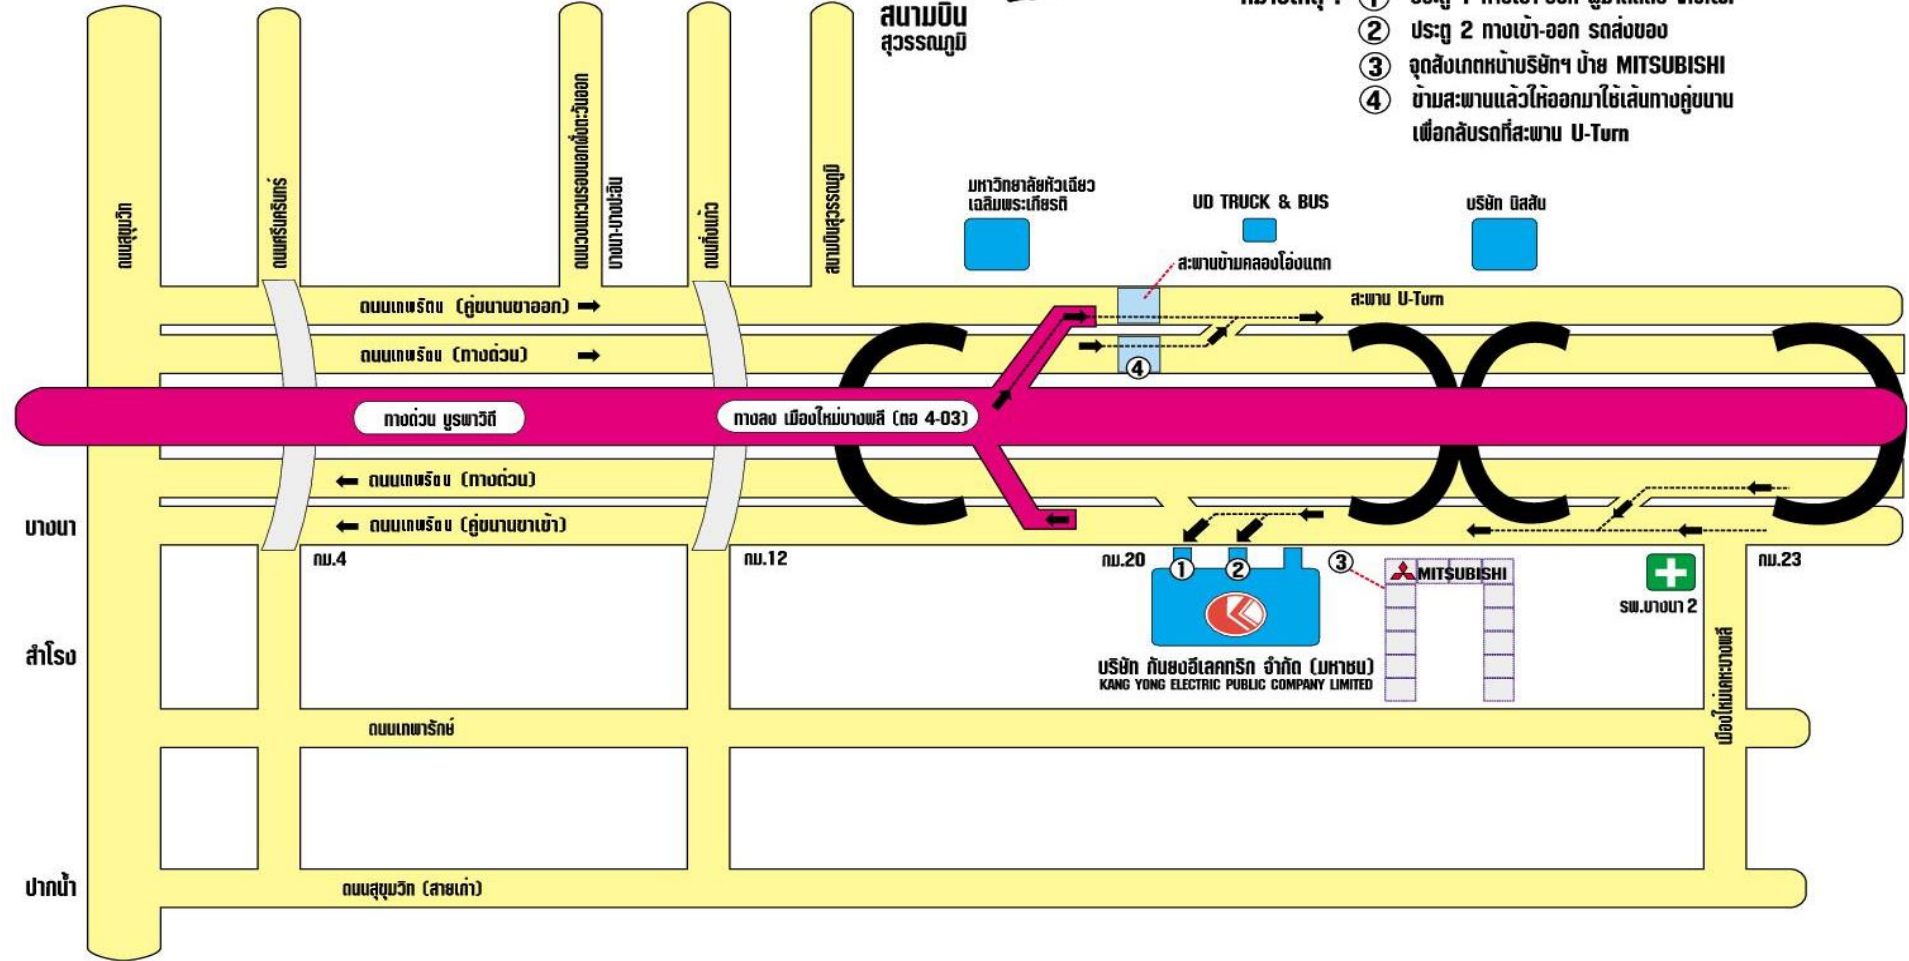 สนามบิน
สุวรรณภูมิ
①
② ประตู 2 ทางเข้า-ออก รถส่งของ
③ จุดสังเกตหน้าบริษัทฯ ป้าย MITSUBISHI
④ ข้ามสะพานแล้วให้ออกมาใช้เส้นทางคู่ขนาน
เพื่อกลับรถที่สะพาน U-Turn
ถนนสุขุมวิท
ถนนศรีนครินทร์
ถนนวงแหวนรอบนอกฝั่งตะวันออก
บางนา-บางปะอิน
ถนนกิ่งแก้ว
สนามบินสุวรรณภูมิ
มหาวิทยาลัยหัวเฉียว
เฉลิมพระเกียรติ
UD TRUCK & BUS
บริษัท นิสสัน
สะพานข้ามคลองโอ่งแตก
ถนนเทพรัตน (คู่ขนานขาออก)
สะพาน U-Turn
ถนนเทพรัตน (ทางด่วน)
④
ทางด่วน บูรพาวิถี
ทางลง เมืองใหม่บางพลี (ตอ 4-03)
ถนนเทพรัตน (ทางด่วน)
บางนา
ถนนเทพรัตน (คู่ขนานขาเข้า)
กม.4
กม.12
กม.20
กม.23
①
②
③
MITSUBISHI
รพ.บางนา 2
สำโรง
บริษัท กันยงอีเลคทริก จำกัด (มหาชน)
KANG YONG ELECTRIC PUBLIC COMPANY LIMITED
เมืองใหม่เคหะบางพลี
ถนนเทพารักษ์
ปากน้ำ
ถนนสุขุมวิท (สายเก่า)